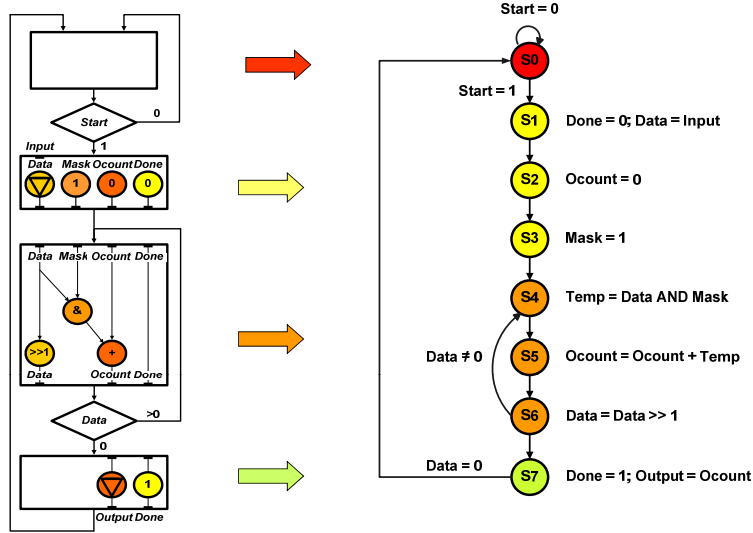 Start
0
1
Input
Data Mask Ocount Done
1 0 0
Data Mask Ocount Done
&
>>1 +
Data Ocount Done
Data
>0
0
1
Output Done
Start = 0
S0
Start = 1
S1 Done = 0; Data = Input
S2 Ocount = 0
S3 Mask = 1
S4 Temp = Data AND Mask
Data ≠ 0
S5 Ocount = Ocount + Temp
S6 Data = Data >> 1
Data = 0
S7 Done = 1; Output = Ocount